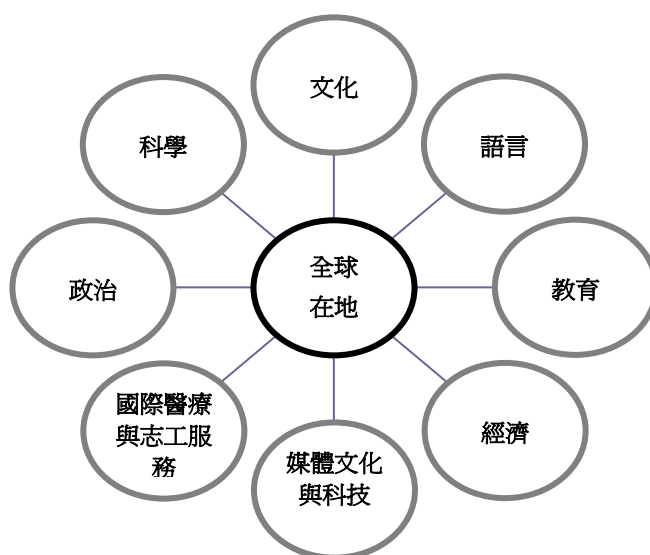 文化
科學
語言
全球
在地
政治
教育
國際醫療
與志工服
務
經濟
媒體文化
與科技